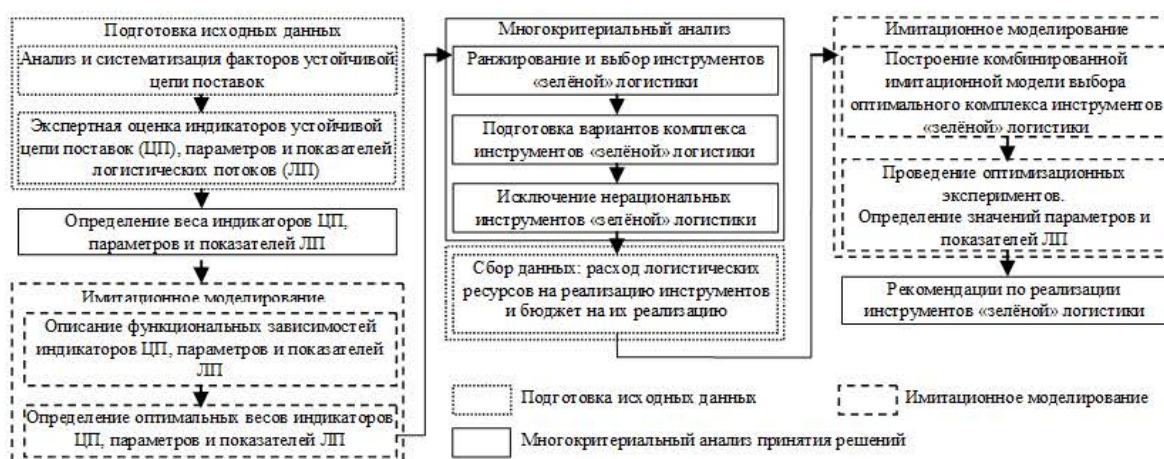 Подготовка исходных данных
Анализ и систематизация факторов устойчивой
цепи поставок
Экспертная оценка индикаторов устойчивой
цепи поставок (ЦП), параметров и показателей
логистических потоков (ЛП)
Определение веса индикаторов ЦП,
параметров и показателей ЛП
Имитационное моделирование
Описание функциональных зависимостей
индикаторов ЦП, параметров и показателей
ЛП
Определение оптимальных весов индикаторов
ЦП, параметров и показателей ЛП
Многокритериальный анализ
Ранжирование и выбор инструментов
«зелёной» логистики
Подготовка вариантов комплекса
инструментов «зелёной» логистики
Исключение нерациональных
инструментов «зелёной» логистики
Сбор данных: расход логистических
ресурсов на реализацию инструментов
и бюджет на их реализацию
Имитационное моделирование
Построение комбинированной
имитационной модели выбора
оптимального комплекса инструментов
«зелёной» логистики
Проведение оптимизационных
экспериментов.
Определение значений параметров и
показателей ЛП
Рекомендации по реализации
инструментов «зелёной» логистики
Подготовка исходных данных
Имитационное моделирование
Многокритериальный анализ принятия решений